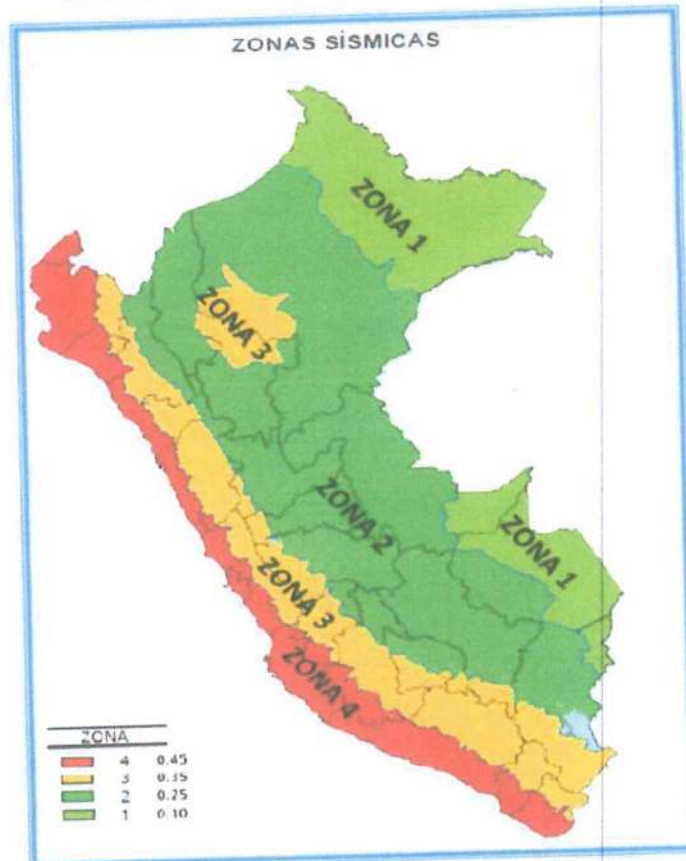 ZONAS SÍSMICAS
ZONA 1
ZONA 3
ZONA 2
ZONA 1
ZONA 3
ZONA 4
ZONA
4 0.45
3 0.35
2 0.25
1 0.10